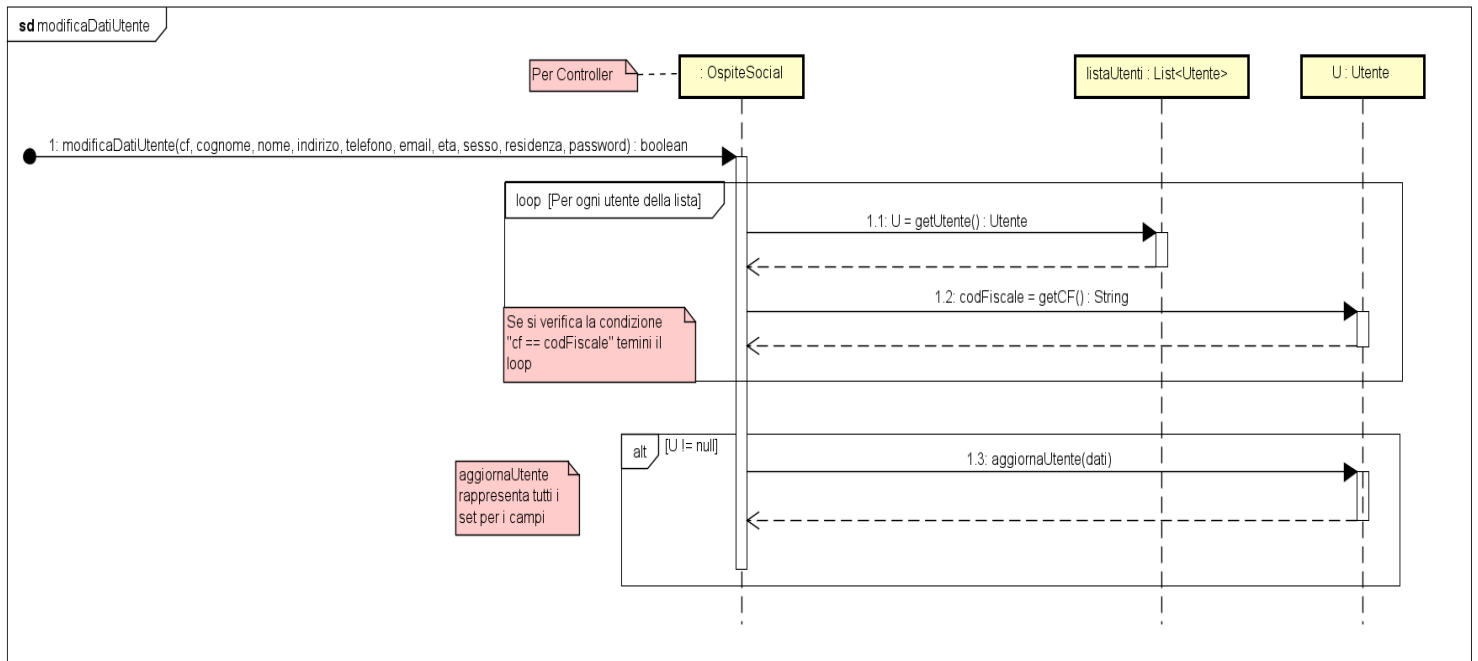 sd modificaDatiUtente
Per Controller
: OspiteSocial
listaUtenti : List<Utente>
U : Utente
1: modificaDatiUtente(cf, cognome, nome, indirizo, telefono, email, eta, sesso, residenza, password) : boolean
loop [Per ogni utente della lista]
1.1: U = getUtente() : Utente
1.2: codFiscale = getCF() : String
Se si verifica la condizione
"cf == codFiscale" temini il
loop
alt [U != null]
1.3: aggiornaUtente(dati)
aggiornaUtente
rappresenta tutti i
set per i campi